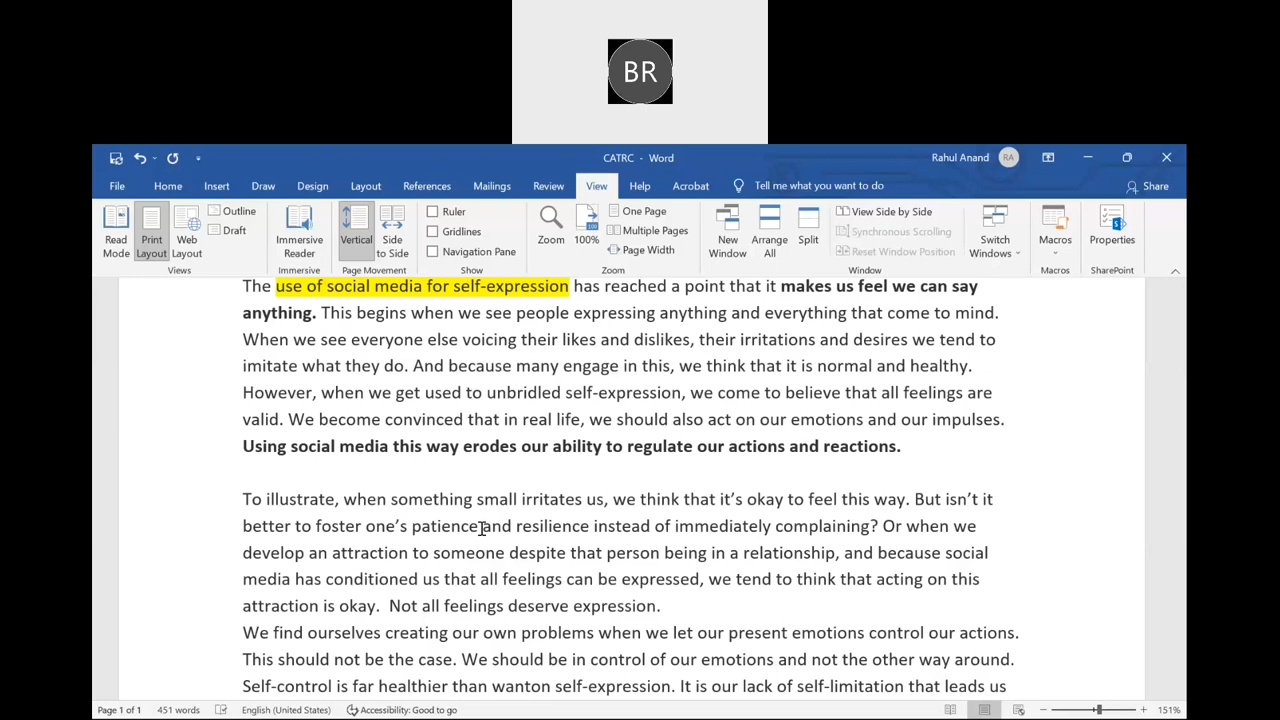 BR
CATRC - Word
Rahul Anand RA
File Home Insert Draw Design Layout References Mailings Review View Help Acrobat Tell me what you want to do Share
Read Mode
Print Layout
Web Layout
Outline
Draft
Views
Immersive Reader
Immersive
Vertical
Side to Side
Page Movement
Ruler
Gridlines
Navigation Pane
Show
Zoom
100%
One Page
Multiple Pages
Page Width
Zoom
New Window
Arrange All
Split
View Side by Side
Synchronous Scrolling
Reset Window Position
Switch Windows
Window
Macros
Macros
Properties
SharePoint
The use of social media for self-expression has reached a point that it makes us feel we can say
anything. This begins when we see people expressing anything and everything that come to mind.
When we see everyone else voicing their likes and dislikes, their irritations and desires we tend to
imitate what they do. And because many engage in this, we think that it is normal and healthy.
However, when we get used to unbridled self-expression, we come to believe that all feelings are
valid. We become convinced that in real life, we should also act on our emotions and our impulses.
Using social media this way erodes our ability to regulate our actions and reactions.
To illustrate, when something small irritates us, we think that it's okay to feel this way. But isn't it
better to foster one's patience and resilience instead of immediately complaining? Or when we
develop an attraction to someone despite that person being in a relationship, and because social
media has conditioned us that all feelings can be expressed, we tend to think that acting on this
attraction is okay.  Not all feelings deserve expression.
We find ourselves creating our own problems when we let our present emotions control our actions.
This should not be the case. We should be in control of our emotions and not the other way around.
Self-control is far healthier than wanton self-expression. It is our lack of self-limitation that leads us
Page 1 of 1 451 words English (United States) Accessibility: Good to go 151%